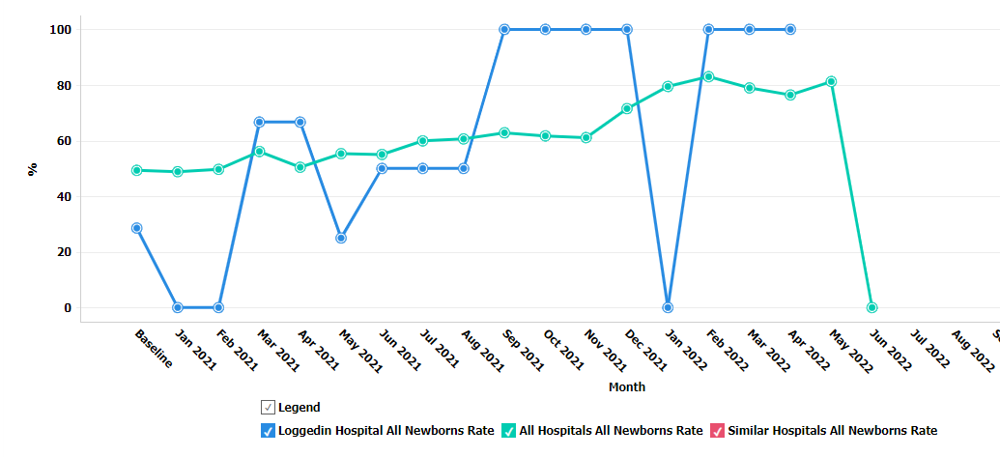 100
80
60
%
40
20
0
Baseline
Jan 2021
Feb 2021
Mar 2021
Apr 2021
May 2021
Jun 2021
Jul 2021
Aug 2021
Sep 2021
Oct 2021
Nov 2021
Dec 2021
Jan 2022
Feb 2022
Mar 2022
Apr 2022
May 2022
Jun 2022
Jul 2022
Aug 2022
Month
Legend
Loggedin Hospital All Newborns Rate All Hospitals All Newborns Rate Similar Hospitals All Newborns Rate